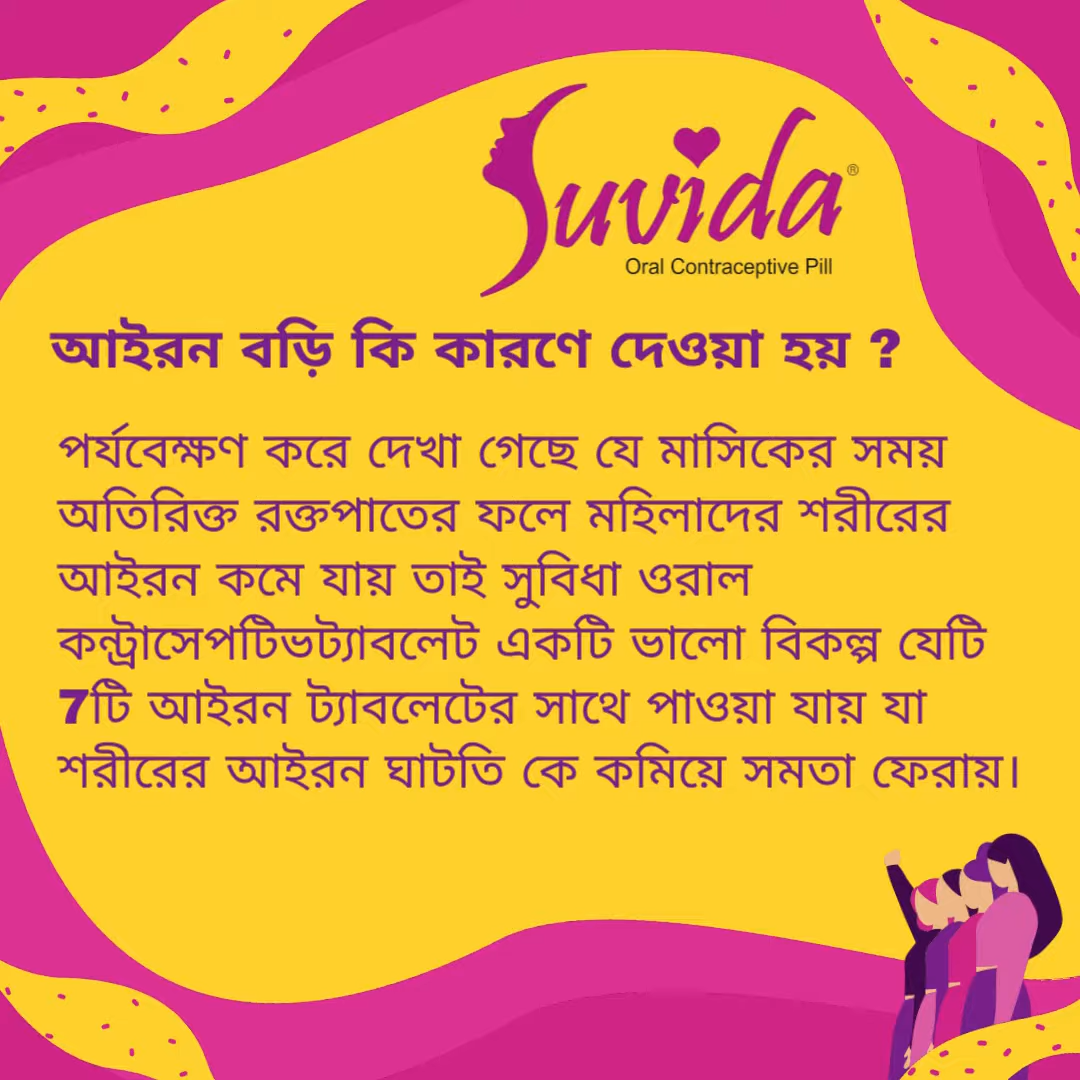 Suvida®
Oral Contraceptive Pill
আইরন বড়ি কি কারণে দেওয়া হয় ?
পর্যবেক্ষণ করে দেখা গেছে যে মাসিকের সময়
অতিরিক্ত রক্তপাতের ফলে মহিলাদের শরীরের
আইরন কমে যায় তাই সুবিধা ওরাল
কন্ট্রাসেপটিভট্যাবলেট একটি ভালো বিকল্প যেটি
7টি আইরন ট্যাবলেটের সাথে পাওয়া যায় যা
শরীরের আইরন ঘাটতি কে কমিয়ে সমতা ফেরায়।